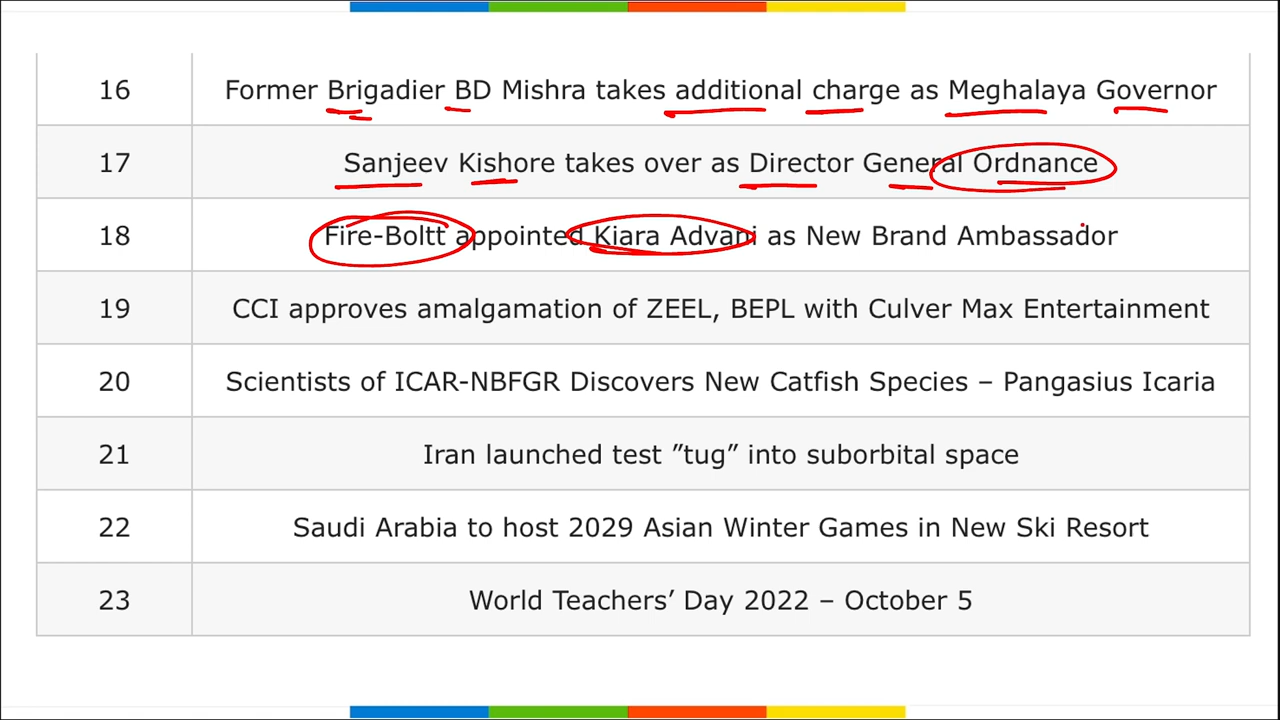 16 Former Brigadier BD Mishra takes additional charge as Meghalaya Governor
17 Sanjeev Kishore takes over as Director General Ordnance
18 Fire-Boltt appointed Kiara Advani as New Brand Ambassador
19 CCI approves amalgamation of ZEEL, BEPL with Culver Max Entertainment
20 Scientists of ICAR-NBFGR Discovers New Catfish Species – Pangasius Icaria
21 Iran launched test ”tug” into suborbital space
22 Saudi Arabia to host 2029 Asian Winter Games in New Ski Resort
23 World Teachers’ Day 2022 – October 5